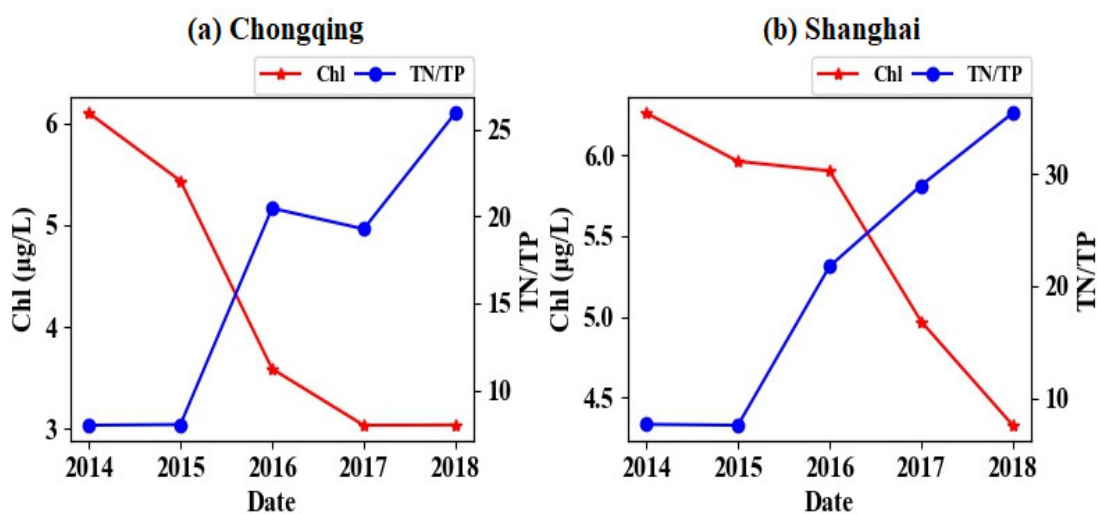 (a) Chongqing
Chl TN/TP
6
5
4
3
Chl (µg/L)
25
20
15
10
TN/TP
2014 2015 2016 2017 2018
Date
(b) Shanghai
Chl TN/TP
6.0
5.5
5.0
4.5
Chl (µg/L)
30
20
10
TN/TP
2014 2015 2016 2017 2018
Date